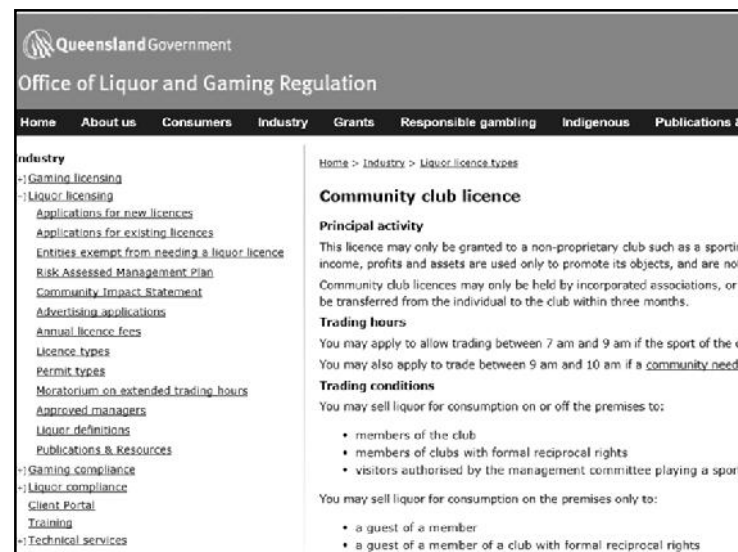 Queensland Government
Office of Liquor and Gaming Regulation
Home About us Consumers Industry Grants Responsible gambling Indigenous Publications &
Industry
+] Gaming licensing
-] Liquor licensing
Applications for new licences
Applications for existing licences
Entities exempt from needing a liquor licence
Risk Assessed Management Plan
Community Impact Statement
Advertising applications
Annual licence fees
Licence types
Permit types
Moratorium on extended trading hours
Approved managers
Liquor definitions
Publications & Resources
+] Gaming compliance
+] Liquor compliance
Client Portal
Training
+] Technical services
Home > Industry > Liquor licence types
Community club licence
Principal activity
This licence may only be granted to a non-proprietary club such as a
income, profits and assets are used only to promote its objects, and are
Community club licences may only be held by incorporated associations, or
be transferred from the individual to the club within three months.
Trading hours
You may apply to allow trading between 7 am and 9 am if the sport of the
You may also apply to trade between 9 am and 10 am if a community need
Trading conditions
You may sell liquor for consumption on or off the premises to:
• members of the club
• members of clubs with formal reciprocal rights
• visitors authorised by the management committee playing a
You may sell liquor for consumption on the premises only to:
• a guest of a member
• a guest of a member of a club with formal reciprocal rights